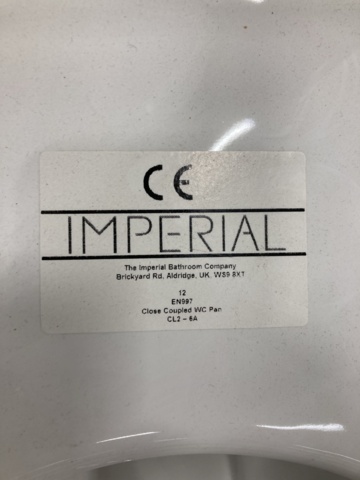 CE
IMPERIAL
The Imperial Bathroom Company
Brickyard Rd, Aldridge, UK, WS9 8XT
12
EN997
Close Coupled WC Pan
CL2 – 6A